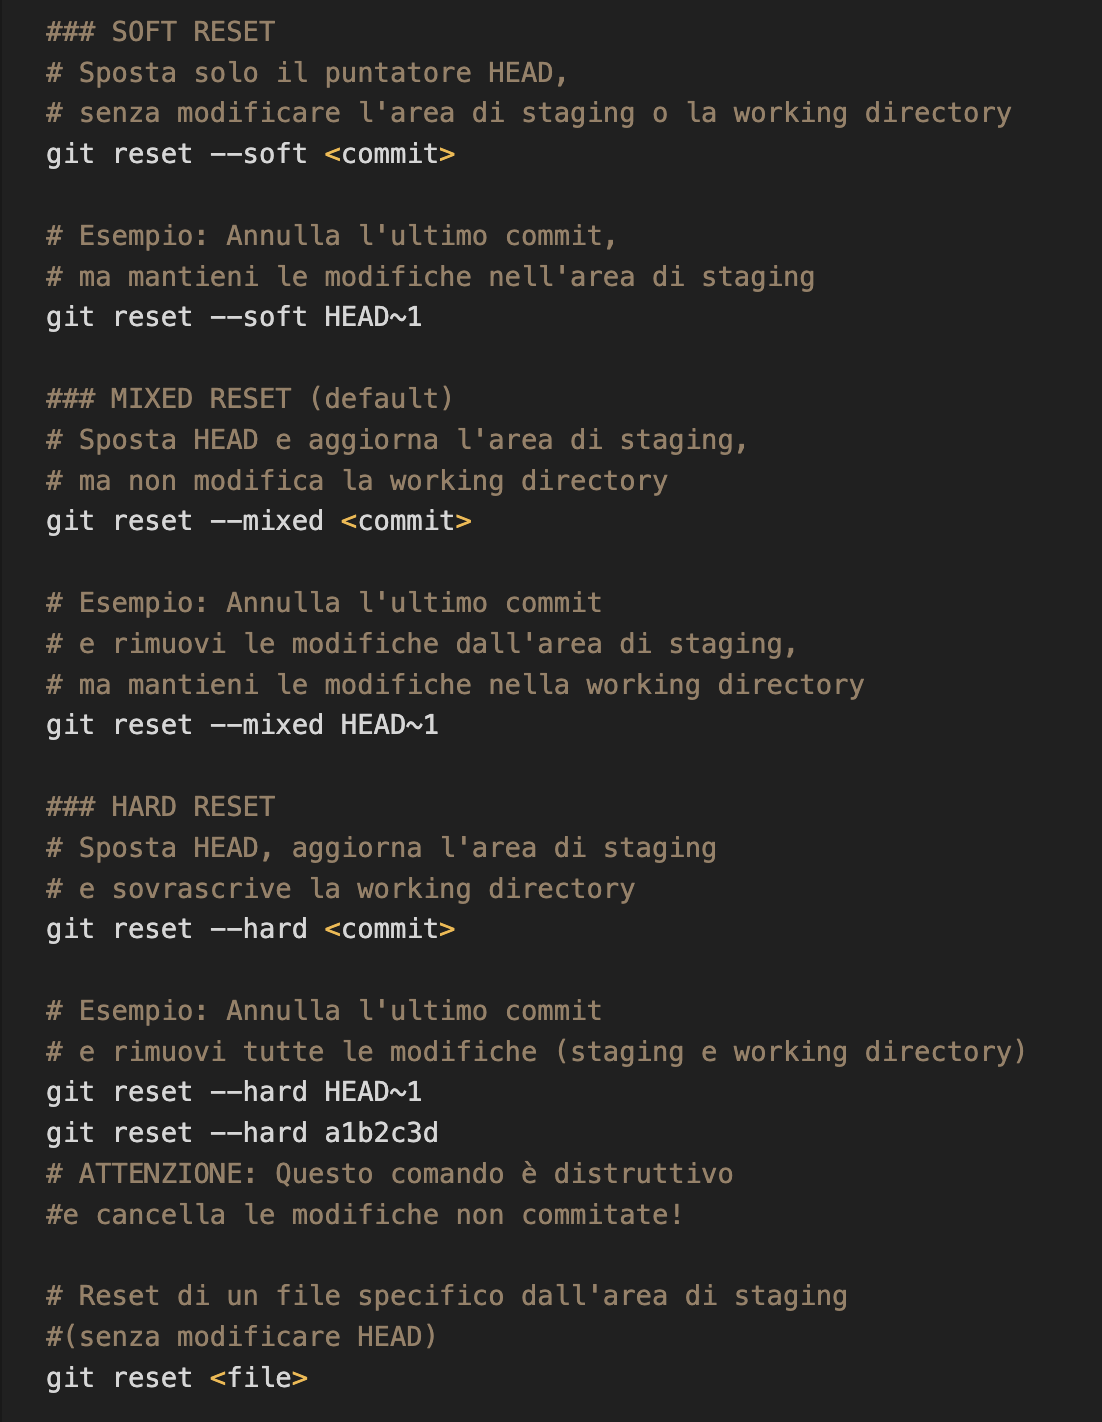 ### SOFT RESET
# Sposta solo il puntatore HEAD,
# senza modificare l'area di staging o la working directory
git reset --soft <commit>
# Esempio: Annulla l'ultimo commit,
# ma mantieni le modifiche nell'area di staging
git reset --soft HEAD~1
### MIXED RESET (default)
# Sposta HEAD e aggiorna l'area di staging,
# ma non modifica la working directory
git reset --mixed <commit>
# Esempio: Annulla l'ultimo commit
# e rimuovi le modifiche dall'area di staging,
# ma mantieni le modifiche nella working directory
git reset --mixed HEAD~1
### HARD RESET
# Sposta HEAD, aggiorna l'area di staging
# e sovrascrive la working directory
git reset --hard <commit>
# Esempio: Annulla l'ultimo commit
# e rimuovi tutte le modifiche (staging e working directory)
git reset --hard HEAD~1
git reset --hard a1b2c3d
# ATTENZIONE: Questo comando è distruttivo
#e cancella le modifiche non commitate!
# Reset di un file specifico dall'area di staging
#(senza modificare HEAD)
git reset <file>